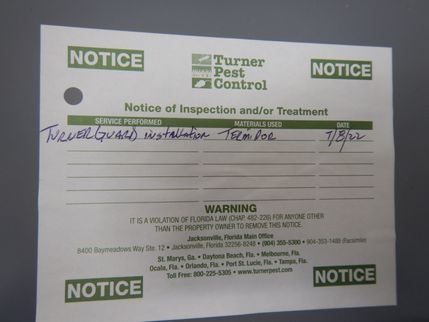 NOTICE
Turner
Pest
Control
NOTICE
Notice of Inspection and/or Treatment
SERVICE PERFORMED MATERIALS USED DATE
TURNERGUARD INSTALLATION TERMIDOR 7/8/22
WARNING
IT IS A VIOLATION OF FLORIDA LAW (CHAP. 482-226) FOR ANYONE OTHER
THAN THE PROPERTY OWNER TO REMOVE THIS NOTICE.
Jacksonville, Florida Main Office
8400 Baymeadows Way Ste. 12 • Jacksonville, Florida 32256-8248 • (904) 355-5300 • 904-353-1488 (Facsimile)
St. Marys, Ga. • Daytona Beach, Fla. • Melbourne, Fla.
Ocala, Fla. • Orlando, Fla. • Port St. Lucie, Fla. • Tampa, Fla.
Toll Free: 800-225-5305 • www.turnerpest.com
NOTICE
NOTICE